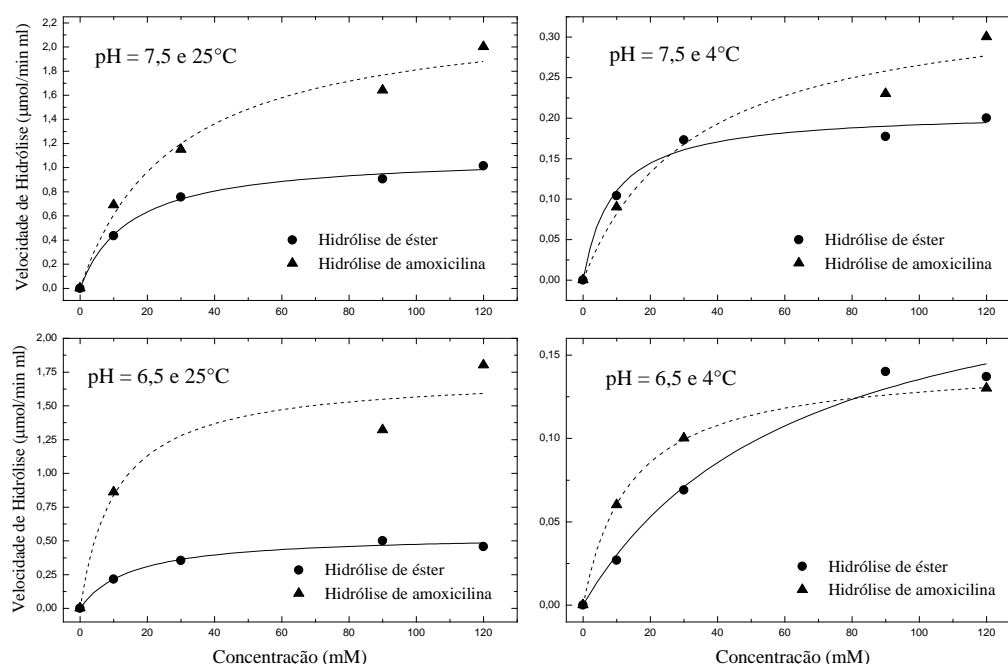 Velocidade de Hidrólise (µmol/min ml)
2,2
2,0
1,8
1,6
1,4
1,2
1,0
0,8
0,6
0,4
0,2
0,0
pH = 7,5 e 25°C
Hidrólise de éster
Hidrólise de amoxicilina
0 20 40 60 80 100 120
0,30
0,25
0,20
0,15
0,10
0,05
0,00
pH = 7,5 e 4°C
Hidrólise de éster
Hidrólise de amoxicilina
0 20 40 60 80 100 120
Velocidade de Hidrólise (µmol/min ml)
2,00
1,75
1,50
1,25
1,00
0,75
0,50
0,25
0,00
pH = 6,5 e 25°C
Hidrólise de éster
Hidrólise de amoxicilina
0 20 40 60 80 100 120
Concentração (mM)
0,15
0,10
0,05
0,00
pH = 6,5 e 4°C
Hidrólise de éster
Hidrólise de amoxicilina
0 20 40 60 80 100 120
Concentração (mM)